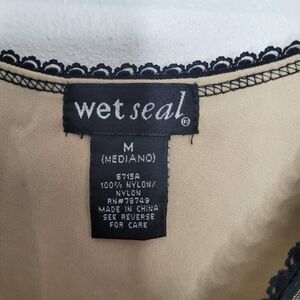 wet seal®
M
(MEDIANO)
5715A
100% NYLON/
NYLON
RN#78749
MADE IN CHINA
SEE REVERSE
FOR CARE